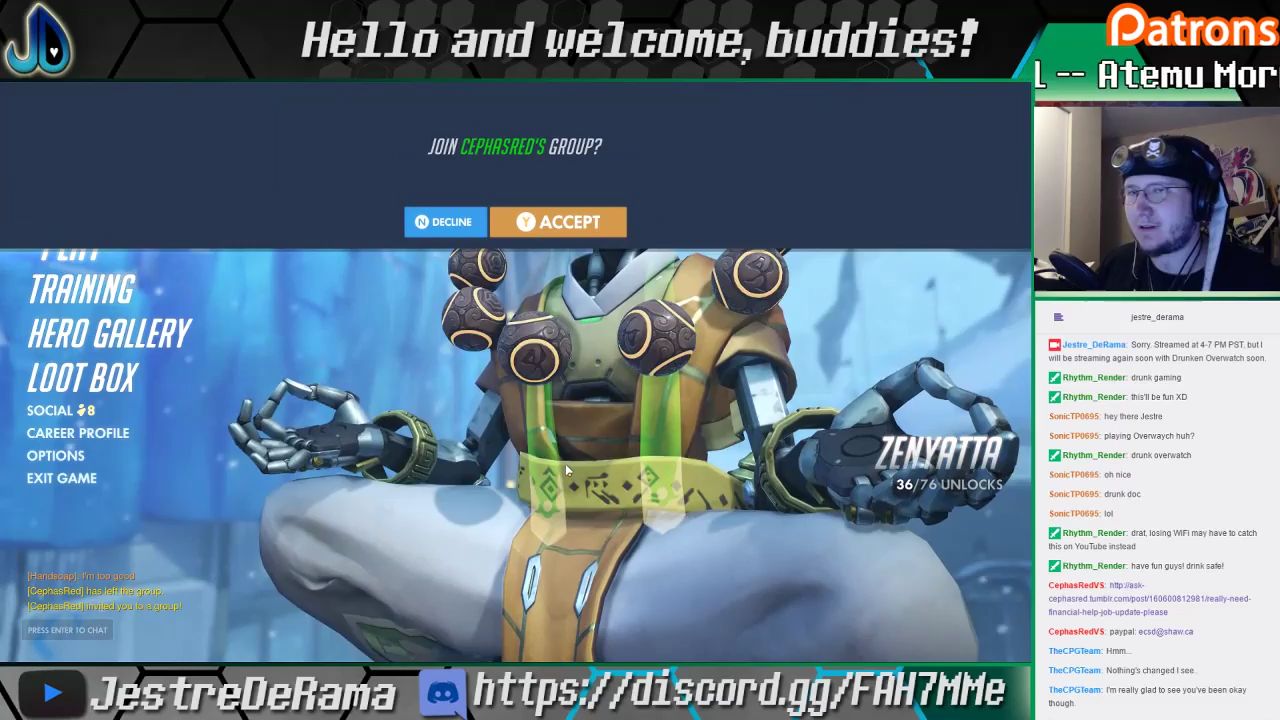 Hello and welcome, buddies!
Patrons
l -- Atemu Mor
JOIN CEPHASRED'S GROUP?
N DECLINE
Y ACCEPT
PLAY
TRAINING
HERO GALLERY
LOOT BOX
SOCIAL 8
CAREER PROFILE
OPTIONS
EXIT GAME
ZENYATTA
36/76 UNLOCKS
[Handsoap]: I'm top good
[CephasRed] has left the group.
[CephasRed] invited you to a group!
PRESS ENTER TO CHAT
jestre_derama
Jestre_DeRama: Sorry. Streamed at 4-7 PM PST, but I
will be streaming again soon with Drunken Overwatch soon.
Rhythm_Render: drunk gaming
Rhythm_Render: this'll be fun XD
SonicTP0695: hey there Jestre
SonicTP0695: playing Overwaych huh?
Rhythm_Render: drunk overwatch
SonicTP0695: oh nice
SonicTP0695: drunk doc
SonicTP0695: lol
Rhythm_Render: drat, losing WiFi may have to catch
this on YouTube instead
Rhythm_Render: have fun guys! drink safe!
CephasRedVS: http://ask-
cephasred.tumblr.com/post/160600812981/really-need-
financial-help-job-update-please
CephasRedVS: paypal: ecsd@shaw.ca
TheCPGTeam: Hmm...
TheCPGTeam: Nothing's changed I see.
TheCPGTeam: I'm really glad to see you've been okay
though.
JestreDeRama
https://discord.gg/FAH7MMe